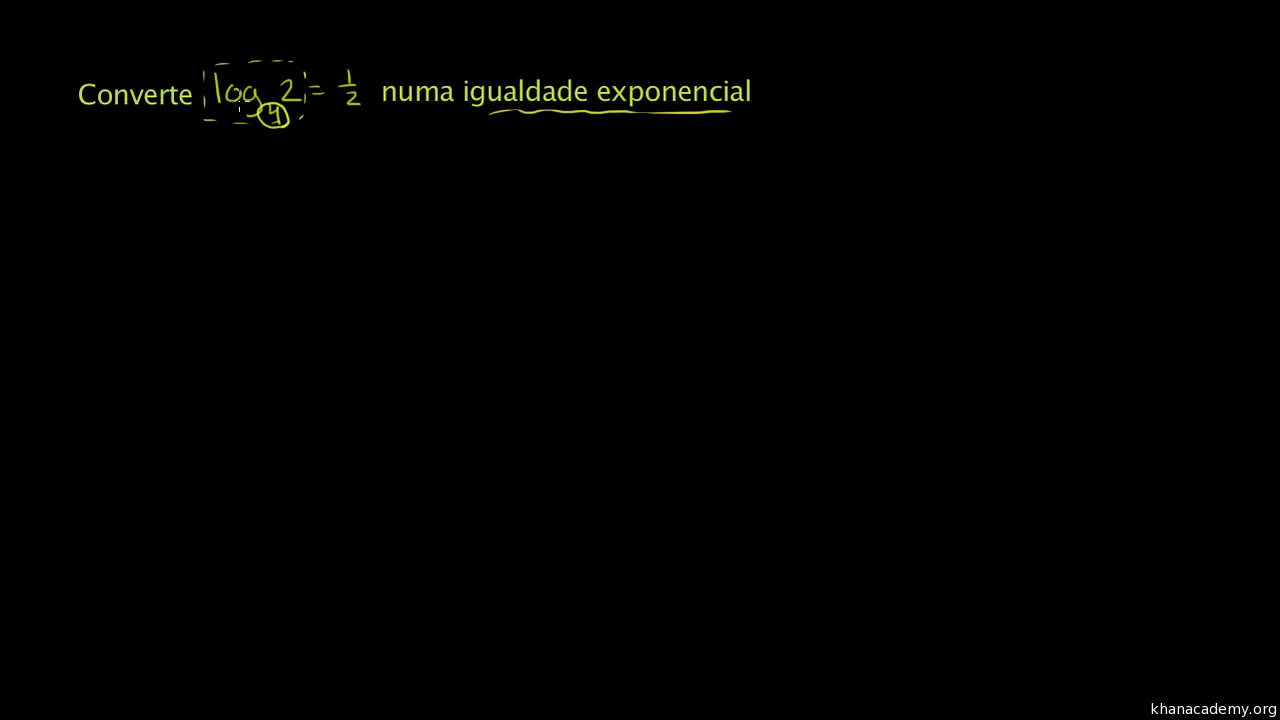 Converte log₄ 2 = 1/2 numa igualdade exponencial
khanacademy.org